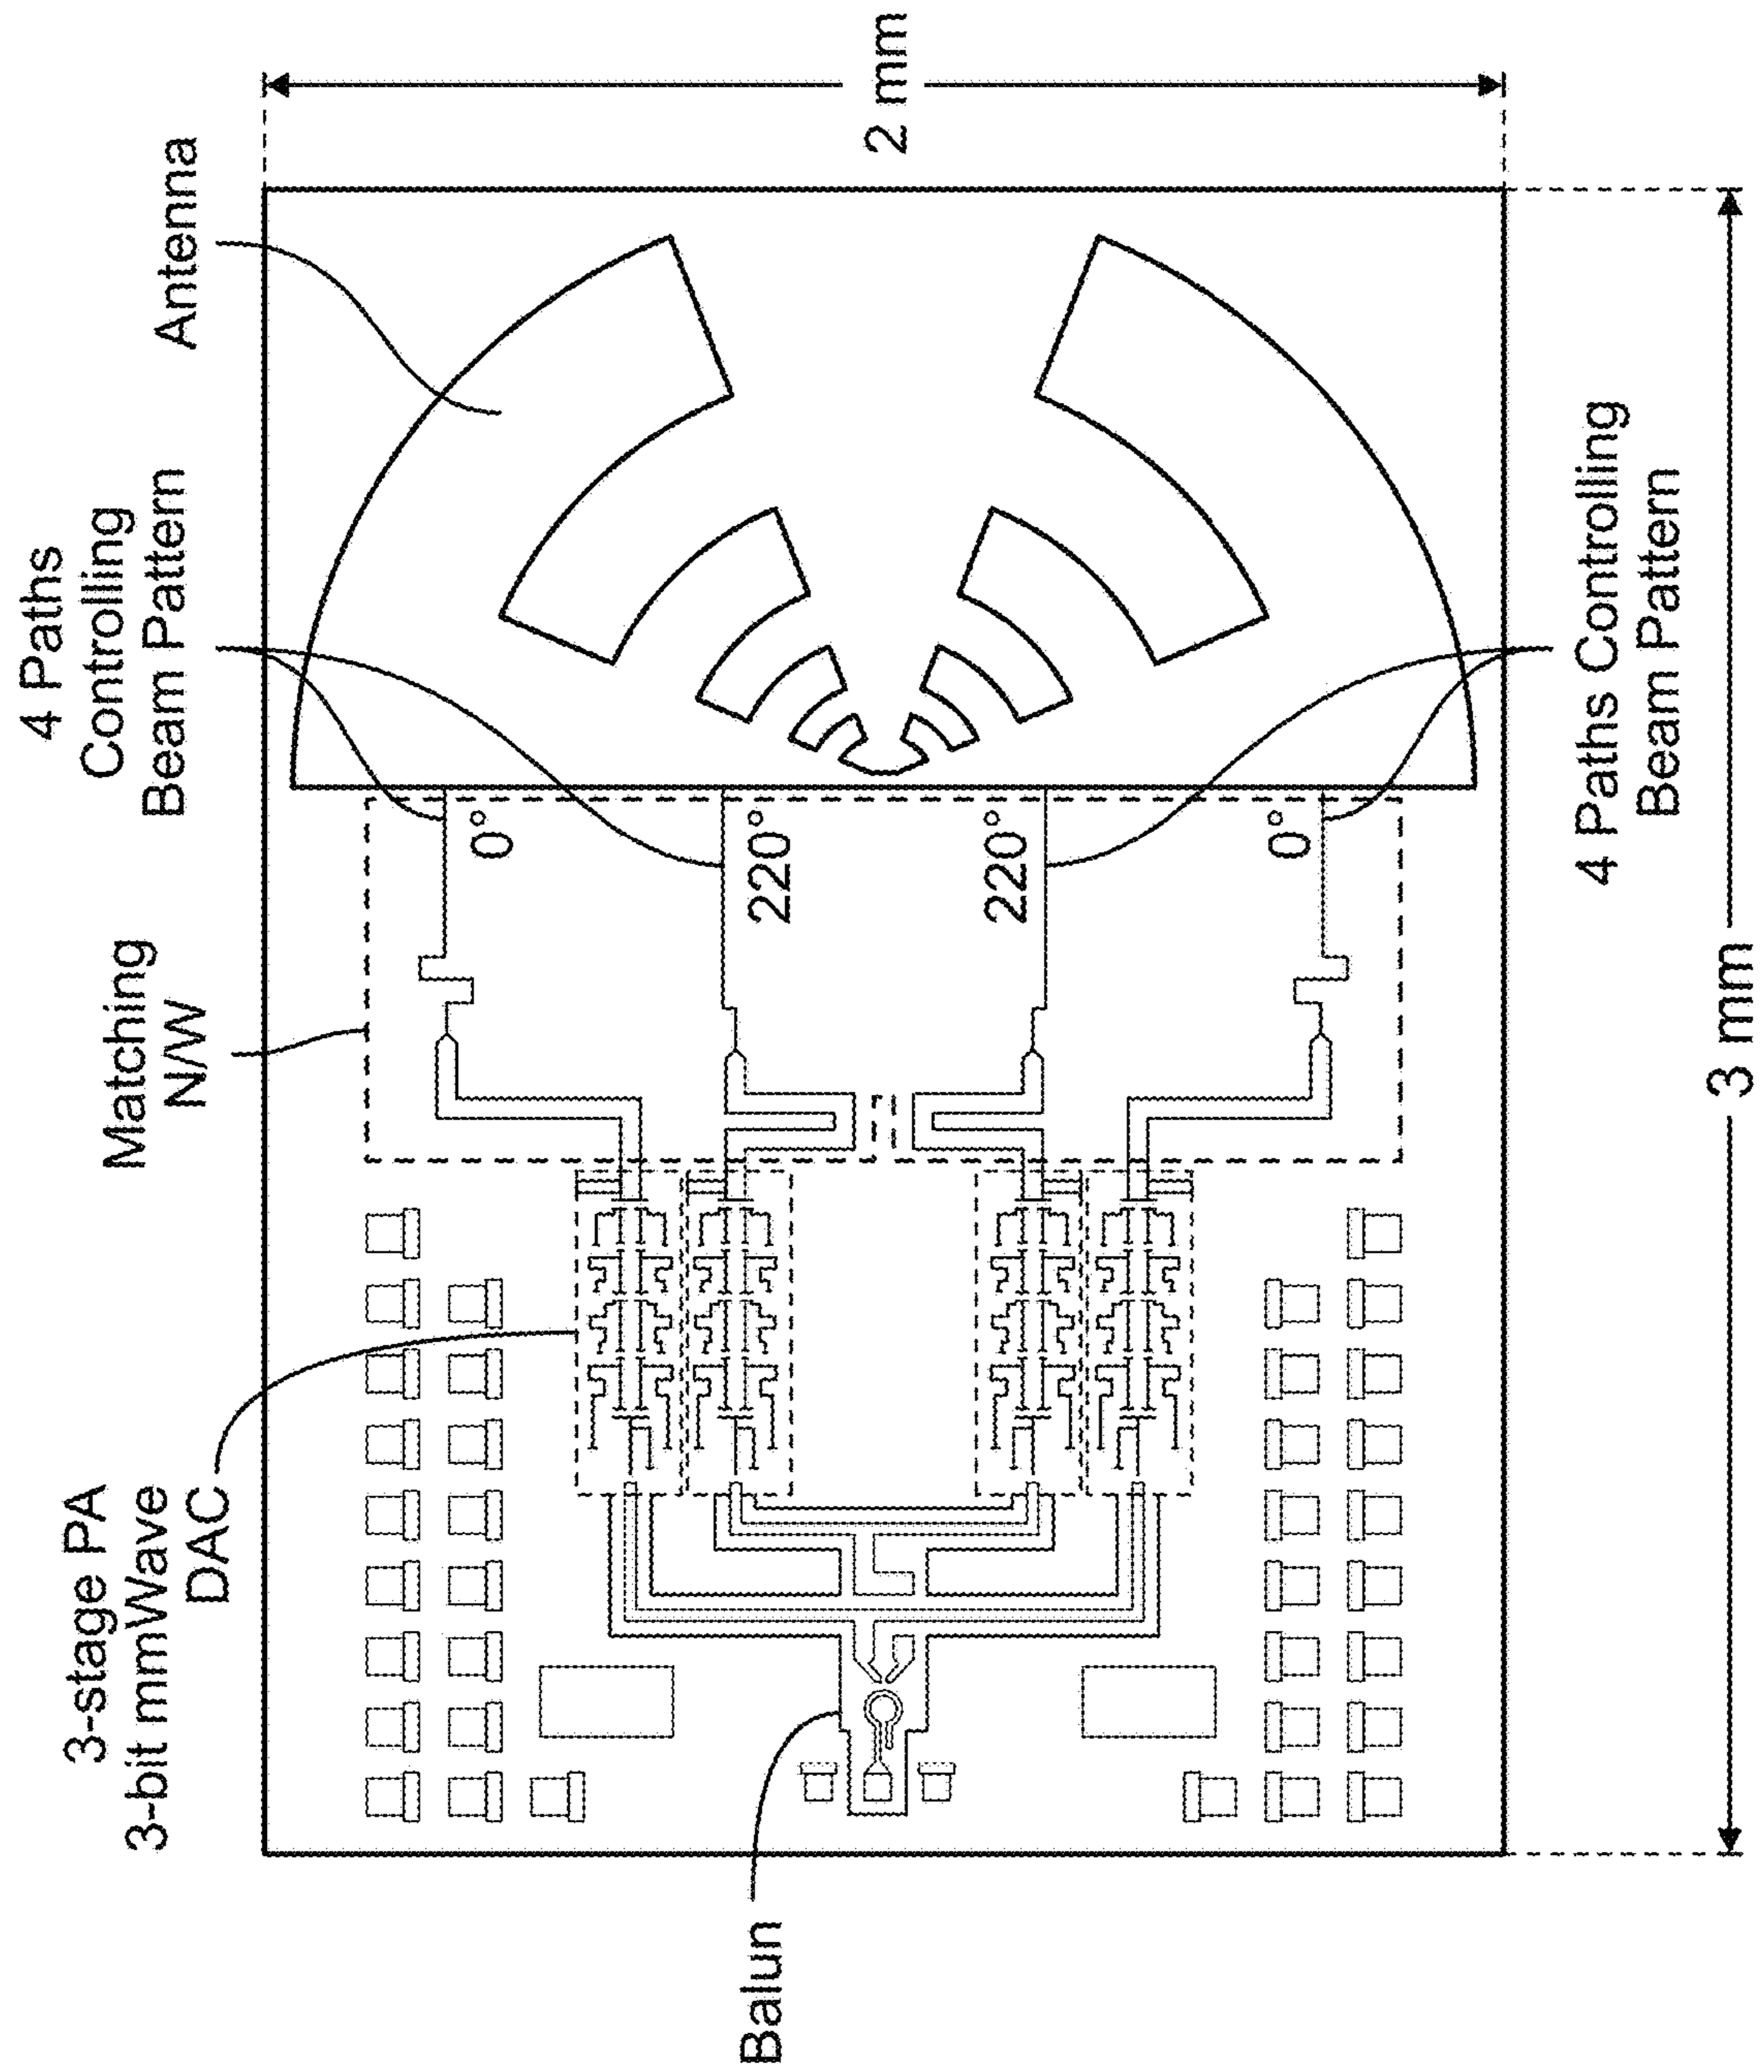 3-stage PA
3-bit mmWave
DAC
Matching
N/W
4 Paths
Controlling
Beam Pattern
Antenna
Balun
0°
220°
220°
0°
2 mm
4 Paths Controlling
Beam Pattern
3 mm